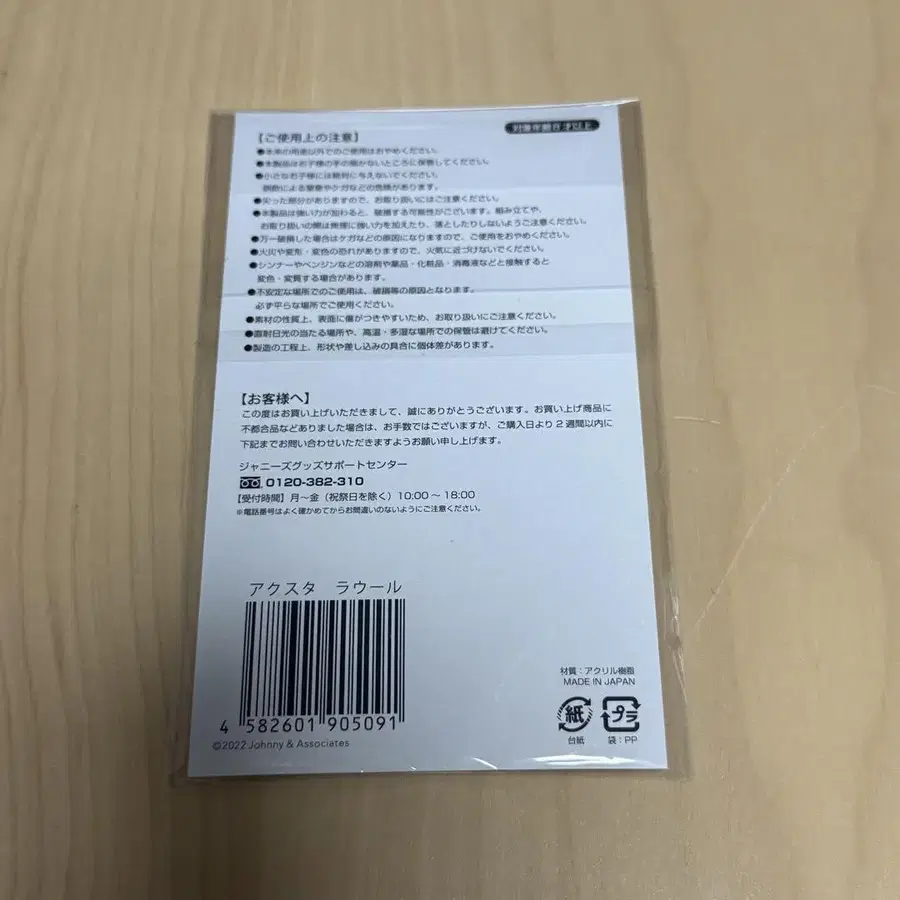 【ご使用上の注意】
対象年齢8才以上
●本来の用途以外でのご使用はおやめください。
●本製品はお子様の手の届かないところに保管してください。
●小さなお子様には絶対に与えないでください。
誤飲による窒息やケガなどの危険があります。
●尖った部分がありますので、お取り扱いにはご注意ください。
●本製品は強い力が加わると、破損する可能性がございます。組み立てや、
お取り扱いの際は無理に強い力を加えたり、落としたりしないようご注意ください。
●万一破損した場合はケガなどの原因になりますので、ご使用をおやめください。
●火災や変形・変色の恐れがありますので、火気に近づけないでください。
●シンナーやベンジンなどの溶剤や薬品・化粧品・消毒液などと接触すると
変色・変質する場合があります。
●不安定な場所でのご使用は、破損等の原因となります。
必ず平らな場所でご使用ください。
●素材の性質上、表面に傷がつきやすいため、お取り扱いにご注意ください。
●直射日光の当たる場所や、高温・多湿な場所での保管は避けてください。
●製造の工程上、形状や差し込みの具合に個体差があります。
【お客様へ】
この度はお買い上げいただきまして、誠にありがとうございます。お買い上げ商品に
不都合品などありました場合は、お手数ではございますが、ご購入日より2週間以内に
下記までお問い合わせいただきますようお願い申し上げます。
ジャニーズグッズサポートセンター
0120-382-310
【受付時間】月～金（祝祭日を除く）10:00～18:00
※電話番号はよく確かめてからお間違いのないようにご注意ください。
アクスタ ラウール
4 582601 905091
©2022 Johnny & Associates
材質：アクリル樹脂
MADE IN JAPAN
紙 プラ
台紙 袋：PP